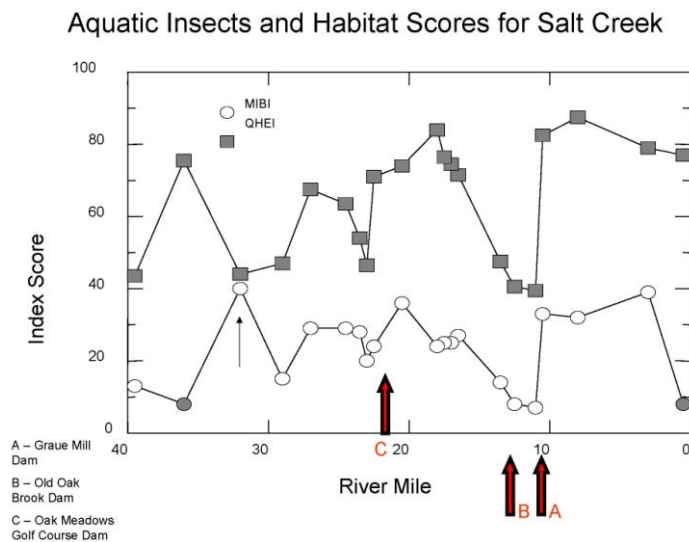 Aquatic Insects and Habitat Scores for Salt Creek
100
80
60
40
20
0
Index Score
MIBI
QHEI
40
30
20
10
0
River Mile
C
B
A
A – Graue Mill
Dam
B – Old Oak
Brook Dam
C – Oak Meadows
Golf Course Dam